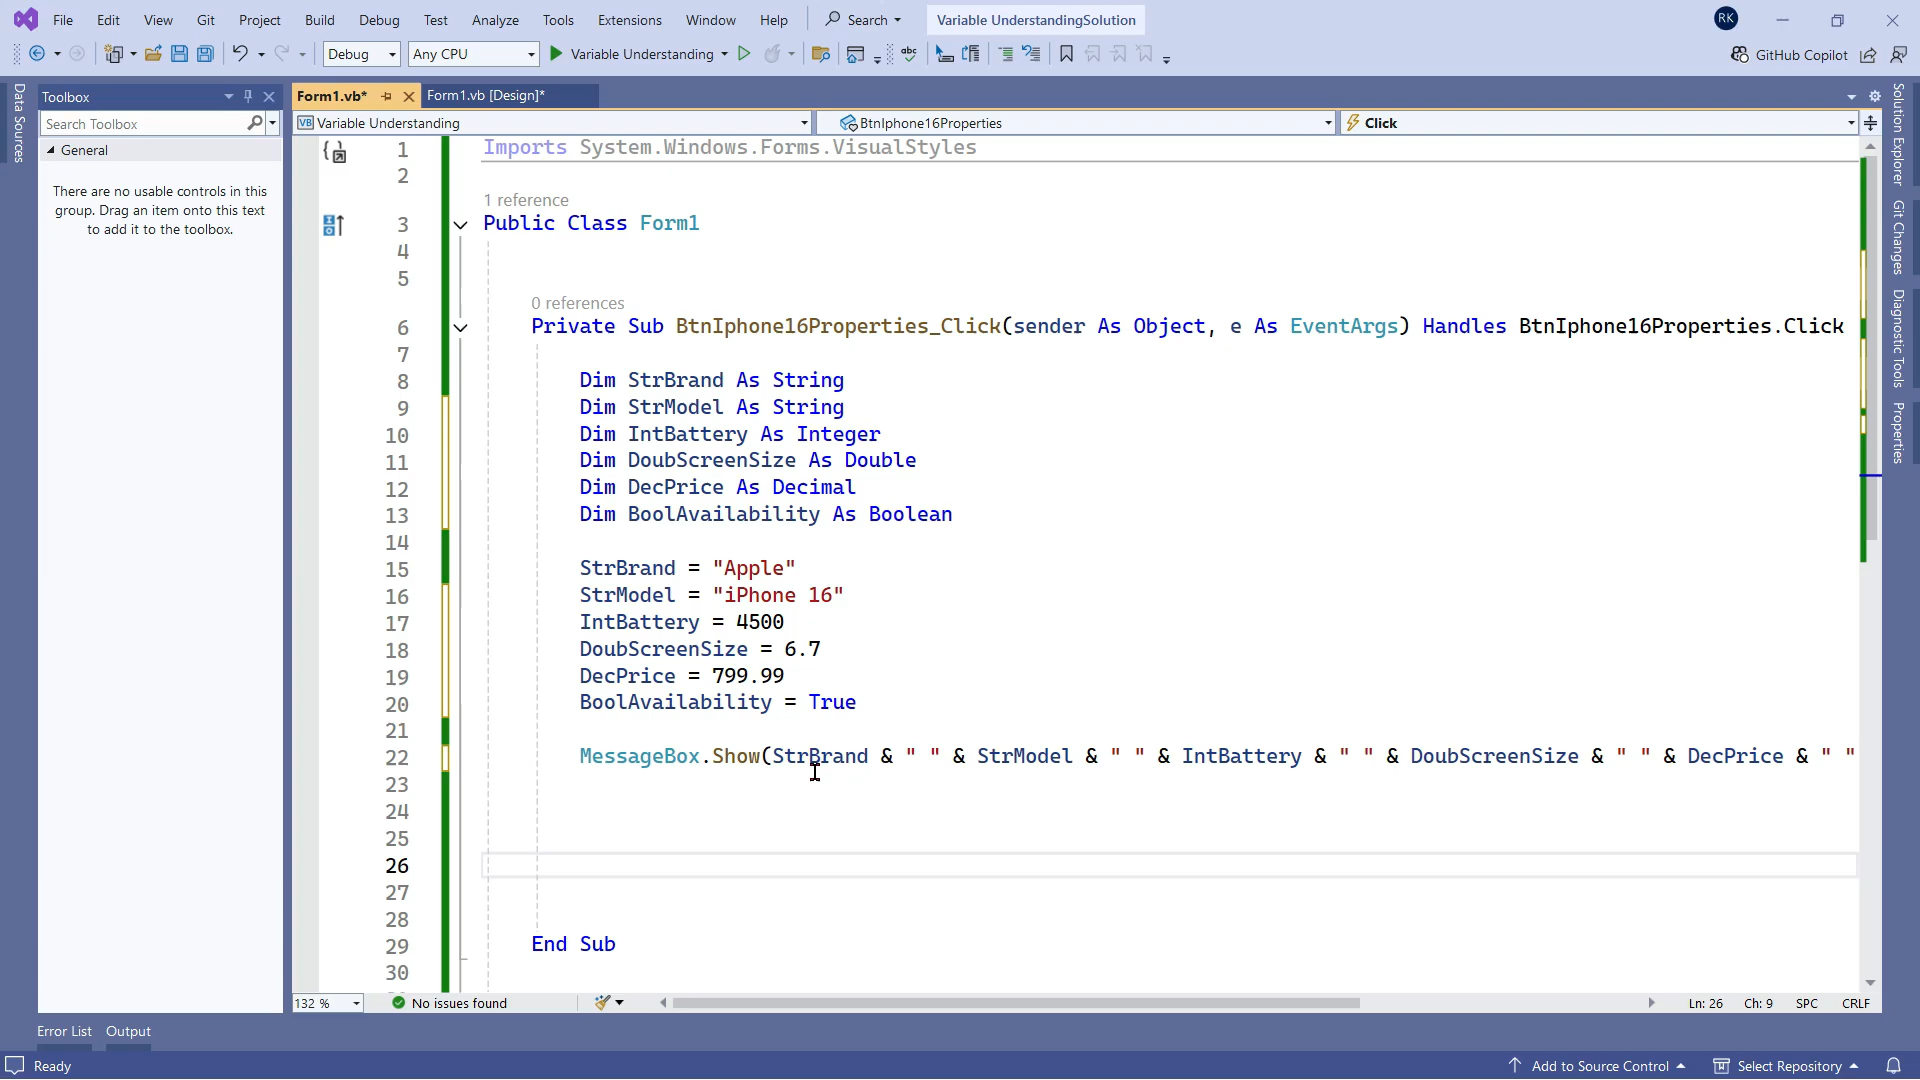 File Edit View Git Project Build Debug Test Analyze Tools Extensions Window Help Search Variable UnderstandingSolution RK
Debug Any CPU Variable Understanding abc GitHub Copilot
Data Sources
Toolbox
Search Toolbox
General
There are no usable controls in this
group. Drag an item onto this text
to add it to the toolbox.
Form1.vb* Form1.vb [Design]*
VB Variable Understanding BtnIphone16Properties Click
1 Imports System.Windows.Forms.VisualStyles
2
1 reference
3 Public Class Form1
4
5
0 references
6 Private Sub BtnIphone16Properties_Click(sender As Object, e As EventArgs) Handles BtnIphone16Properties.Click
7
8 Dim StrBrand As String
9 Dim StrModel As String
10 Dim IntBattery As Integer
11 Dim DoubScreenSize As Double
12 Dim DecPrice As Decimal
13 Dim BoolAvailability As Boolean
14
15 StrBrand = "Apple"
16 StrModel = "iPhone 16"
17 IntBattery = 4500
18 DoubScreenSize = 6.7
19 DecPrice = 799.99
20 BoolAvailability = True
21
22 MessageBox.Show(StrBrand & " " & StrModel & " " & IntBattery & " " & DoubScreenSize & " " & DecPrice & " "
23
24
25
26
27
28
29 End Sub
30
132 % No issues found Ln: 26 Ch: 9 SPC CRLF
Solution Explorer
Git Changes
Diagnostic Tools
Properties
Error List Output
Ready Add to Source Control Select Repository